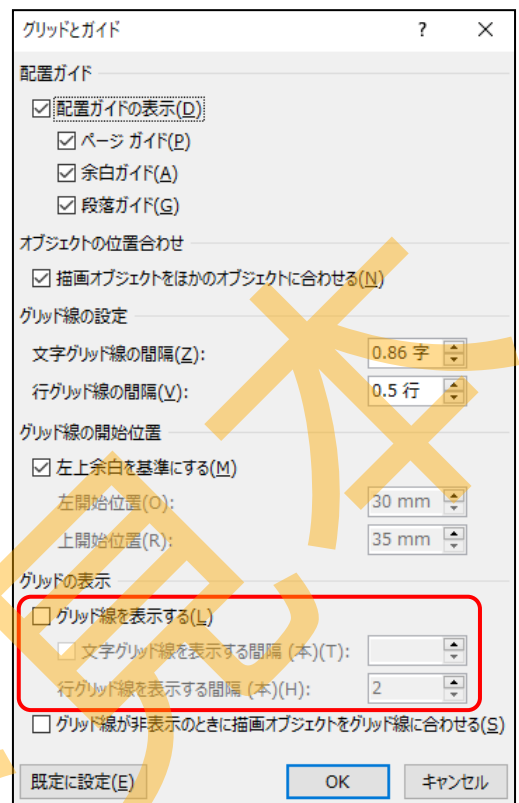 グリッドとガイド ? ×
配置ガイド
配置ガイドの表示(D)
ページ ガイド(P)
余白ガイド(A)
段落ガイド(G)
オブジェクトの位置合わせ
描画オブジェクトをほかのオブジェクトに合わせる(N)
グリッド線の設定
文字グリッド線の間隔(Z): 0.86 字
行グリッド線の間隔(V): 0.5 行
グリッド線の開始位置
左上余白を基準にする(M)
左開始位置(O): 30 mm
上開始位置(R): 35 mm
グリッドの表示
グリッド線を表示する(L)
文字グリッド線を表示する間隔 (本)(T):
行グリッド線を表示する間隔 (本)(H): 2
グリッド線が非表示のときに描画オブジェクトをグリッド線に合わせる(S)
既定に設定(E) OK キャンセル
見本